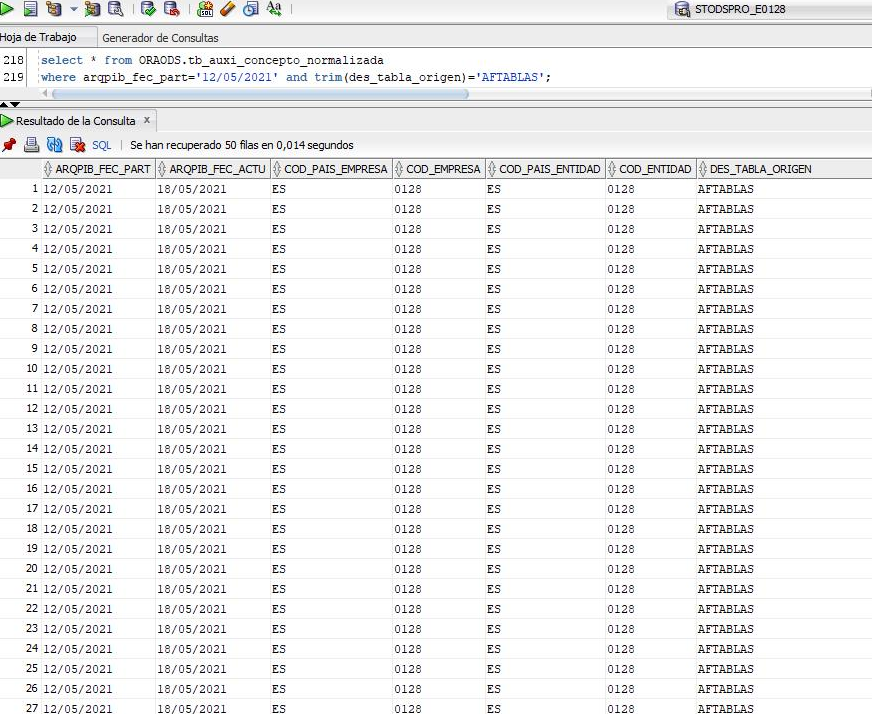 STODSPRO_E0128
Hoja de Trabajo Generador de Consultas
218 select * from ORAODS.tb_auxi_concepto_normalizada
219 where arqpib_fec_part='12/05/2021' and trim(des_tabla_origen)='AFTABLAS';
Resultado de la Consulta x
SQL | Se han recuperado 50 filas en 0,014 segundos
ARQPIB_FEC_PART ARQPIB_FEC_ACTU COD_PAIS_EMPRESA COD_EMPRESA COD_PAIS_ENTIDAD COD_ENTIDAD DES_TABLA_ORIGEN
1 12/05/2021 18/05/2021 ES 0128 ES 0128 AFTABLAS
2 12/05/2021 18/05/2021 ES 0128 ES 0128 AFTABLAS
3 12/05/2021 18/05/2021 ES 0128 ES 0128 AFTABLAS
4 12/05/2021 18/05/2021 ES 0128 ES 0128 AFTABLAS
5 12/05/2021 18/05/2021 ES 0128 ES 0128 AFTABLAS
6 12/05/2021 18/05/2021 ES 0128 ES 0128 AFTABLAS
7 12/05/2021 18/05/2021 ES 0128 ES 0128 AFTABLAS
8 12/05/2021 18/05/2021 ES 0128 ES 0128 AFTABLAS
9 12/05/2021 18/05/2021 ES 0128 ES 0128 AFTABLAS
10 12/05/2021 18/05/2021 ES 0128 ES 0128 AFTABLAS
11 12/05/2021 18/05/2021 ES 0128 ES 0128 AFTABLAS
12 12/05/2021 18/05/2021 ES 0128 ES 0128 AFTABLAS
13 12/05/2021 18/05/2021 ES 0128 ES 0128 AFTABLAS
14 12/05/2021 18/05/2021 ES 0128 ES 0128 AFTABLAS
15 12/05/2021 18/05/2021 ES 0128 ES 0128 AFTABLAS
16 12/05/2021 18/05/2021 ES 0128 ES 0128 AFTABLAS
17 12/05/2021 18/05/2021 ES 0128 ES 0128 AFTABLAS
18 12/05/2021 18/05/2021 ES 0128 ES 0128 AFTABLAS
19 12/05/2021 18/05/2021 ES 0128 ES 0128 AFTABLAS
20 12/05/2021 18/05/2021 ES 0128 ES 0128 AFTABLAS
21 12/05/2021 18/05/2021 ES 0128 ES 0128 AFTABLAS
22 12/05/2021 18/05/2021 ES 0128 ES 0128 AFTABLAS
23 12/05/2021 18/05/2021 ES 0128 ES 0128 AFTABLAS
24 12/05/2021 18/05/2021 ES 0128 ES 0128 AFTABLAS
25 12/05/2021 18/05/2021 ES 0128 ES 0128 AFTABLAS
26 12/05/2021 18/05/2021 ES 0128 ES 0128 AFTABLAS
27 12/05/2021 18/05/2021 ES 0128 ES 0128 AFTABLAS